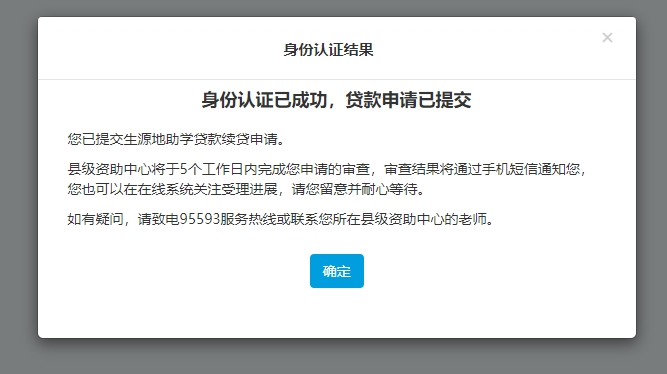 身份认证结果
×
身份认证已成功，贷款申请已提交
您已提交生源地助学贷款续贷申请。
县级资助中心将于5个工作日内完成您申请的审查，审查结果将通过手机短信通知您，
您也可以在在线系统关注受理进展，请您留意并耐心等待。
如有疑问，请致电95593服务热线或联系您所在县级资助中心的老师。
确定